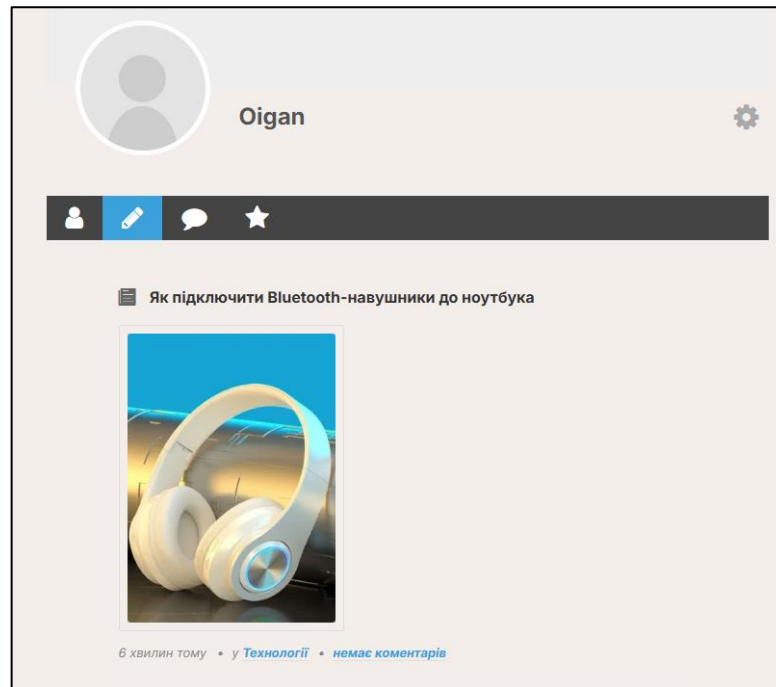 Oigan
Як підключити Bluetooth-навушники до ноутбука
6 хвилин тому • у Технології • немає коментарів